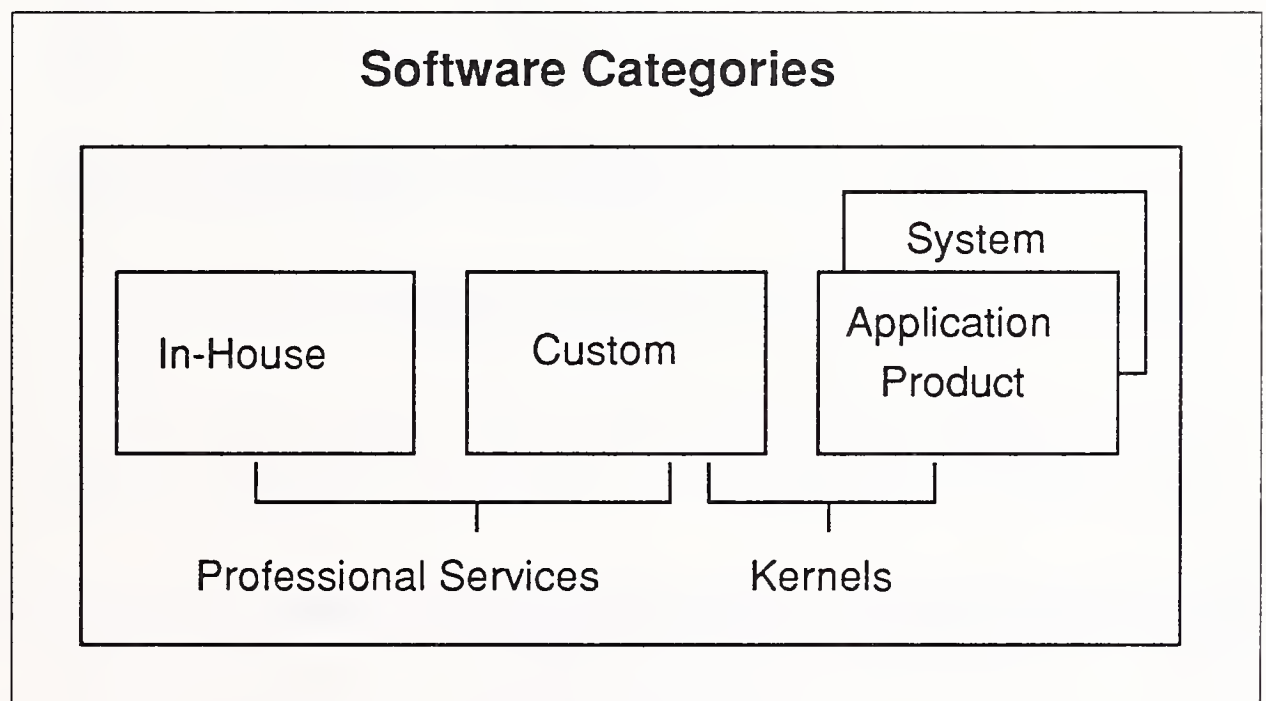 Software Categories
System
In-House
Custom
Application
Product
Professional Services
Kernels